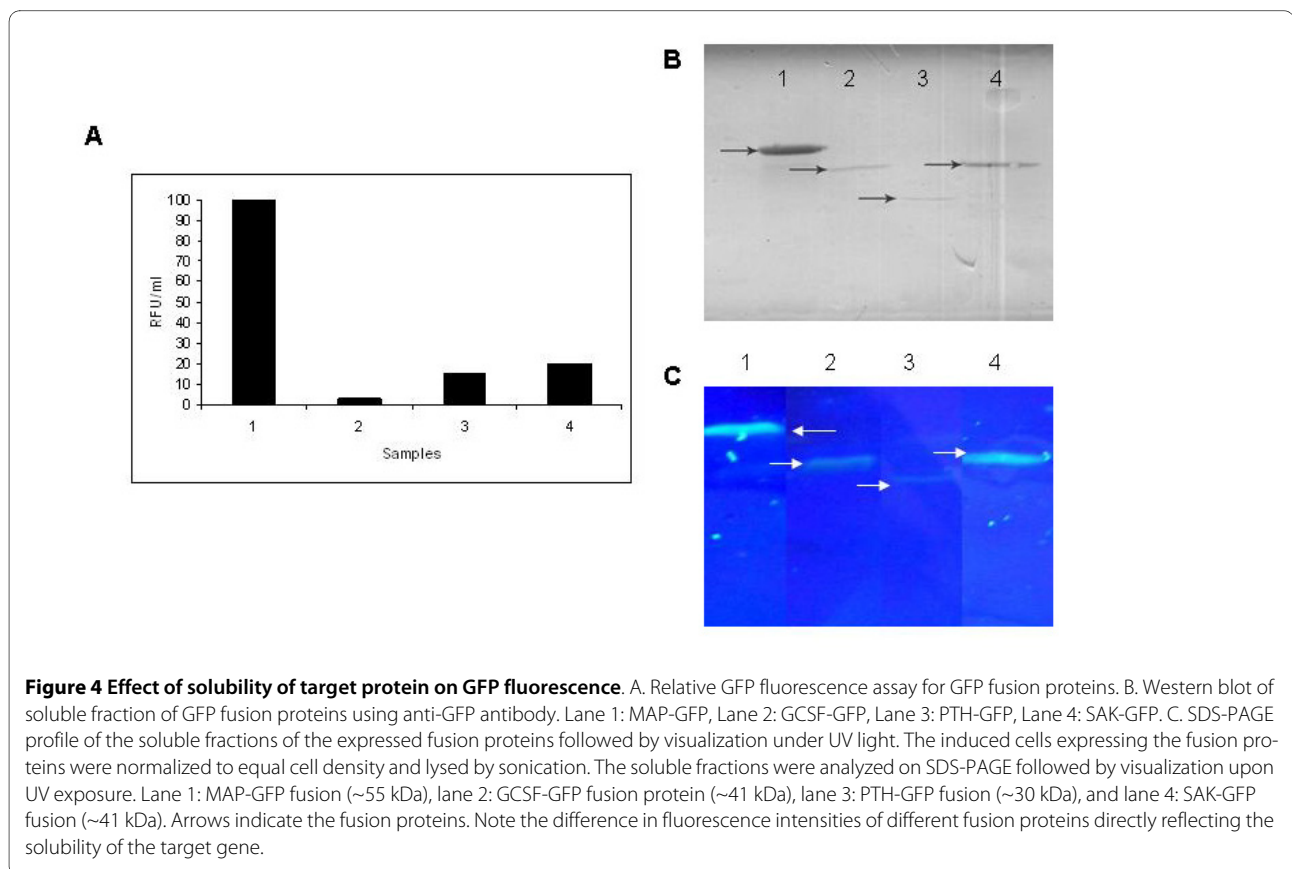 A
100
90
80
70
60
50
40
30
20
10
0
RFU/ml
1 2 3 4
Samples
B
1 2 3 4
C
1 2 3 4
Figure 4 Effect of solubility of target protein on GFP fluorescence. A. Relative GFP fluorescence assay for GFP fusion proteins. B. Western blot of
soluble fraction of GFP fusion proteins using anti-GFP antibody. Lane 1: MAP-GFP, Lane 2: GCSF-GFP, Lane 3: PTH-GFP, Lane 4: SAK-GFP. C. SDS-PAGE
profile of the soluble fractions of the expressed fusion proteins followed by visualization under UV light. The induced cells expressing the fusion pro-
teins were normalized to equal cell density and lysed by sonication. The soluble fractions were analyzed on SDS-PAGE followed by visualization upon
UV exposure. Lane 1: MAP-GFP fusion (~55 kDa), lane 2: GCSF-GFP fusion protein (~41 kDa), lane 3: PTH-GFP fusion (~30 kDa), and lane 4: SAK-GFP
fusion (~41 kDa). Arrows indicate the fusion proteins. Note the difference in fluorescence intensities of different fusion proteins directly reflecting the
solubility of the target gene.